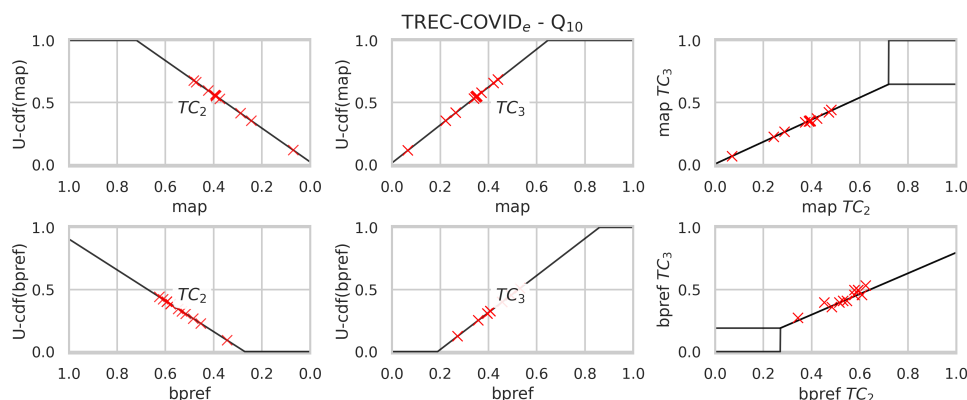 TREC-COVIDe - Q10
U-cdf(map)
1.0
0.5
0.0
TC2
1.0 0.8 0.6 0.4 0.2 0.0
map
U-cdf(map)
1.0
0.5
0.0
TC3
0.0 0.2 0.4 0.6 0.8 1.0
map
map TC3
1.0
0.5
0.0
0.0 0.2 0.4 0.6 0.8 1.0
map TC2
U-cdf(bpref)
1.0
0.5
0.0
TC2
1.0 0.8 0.6 0.4 0.2 0.0
bpref
U-cdf(bpref)
1.0
0.5
0.0
TC3
0.0 0.2 0.4 0.6 0.8 1.0
bpref
bpref TC3
1.0
0.5
0.0
0.0 0.2 0.4 0.6 0.8 1.0
bpref TC2